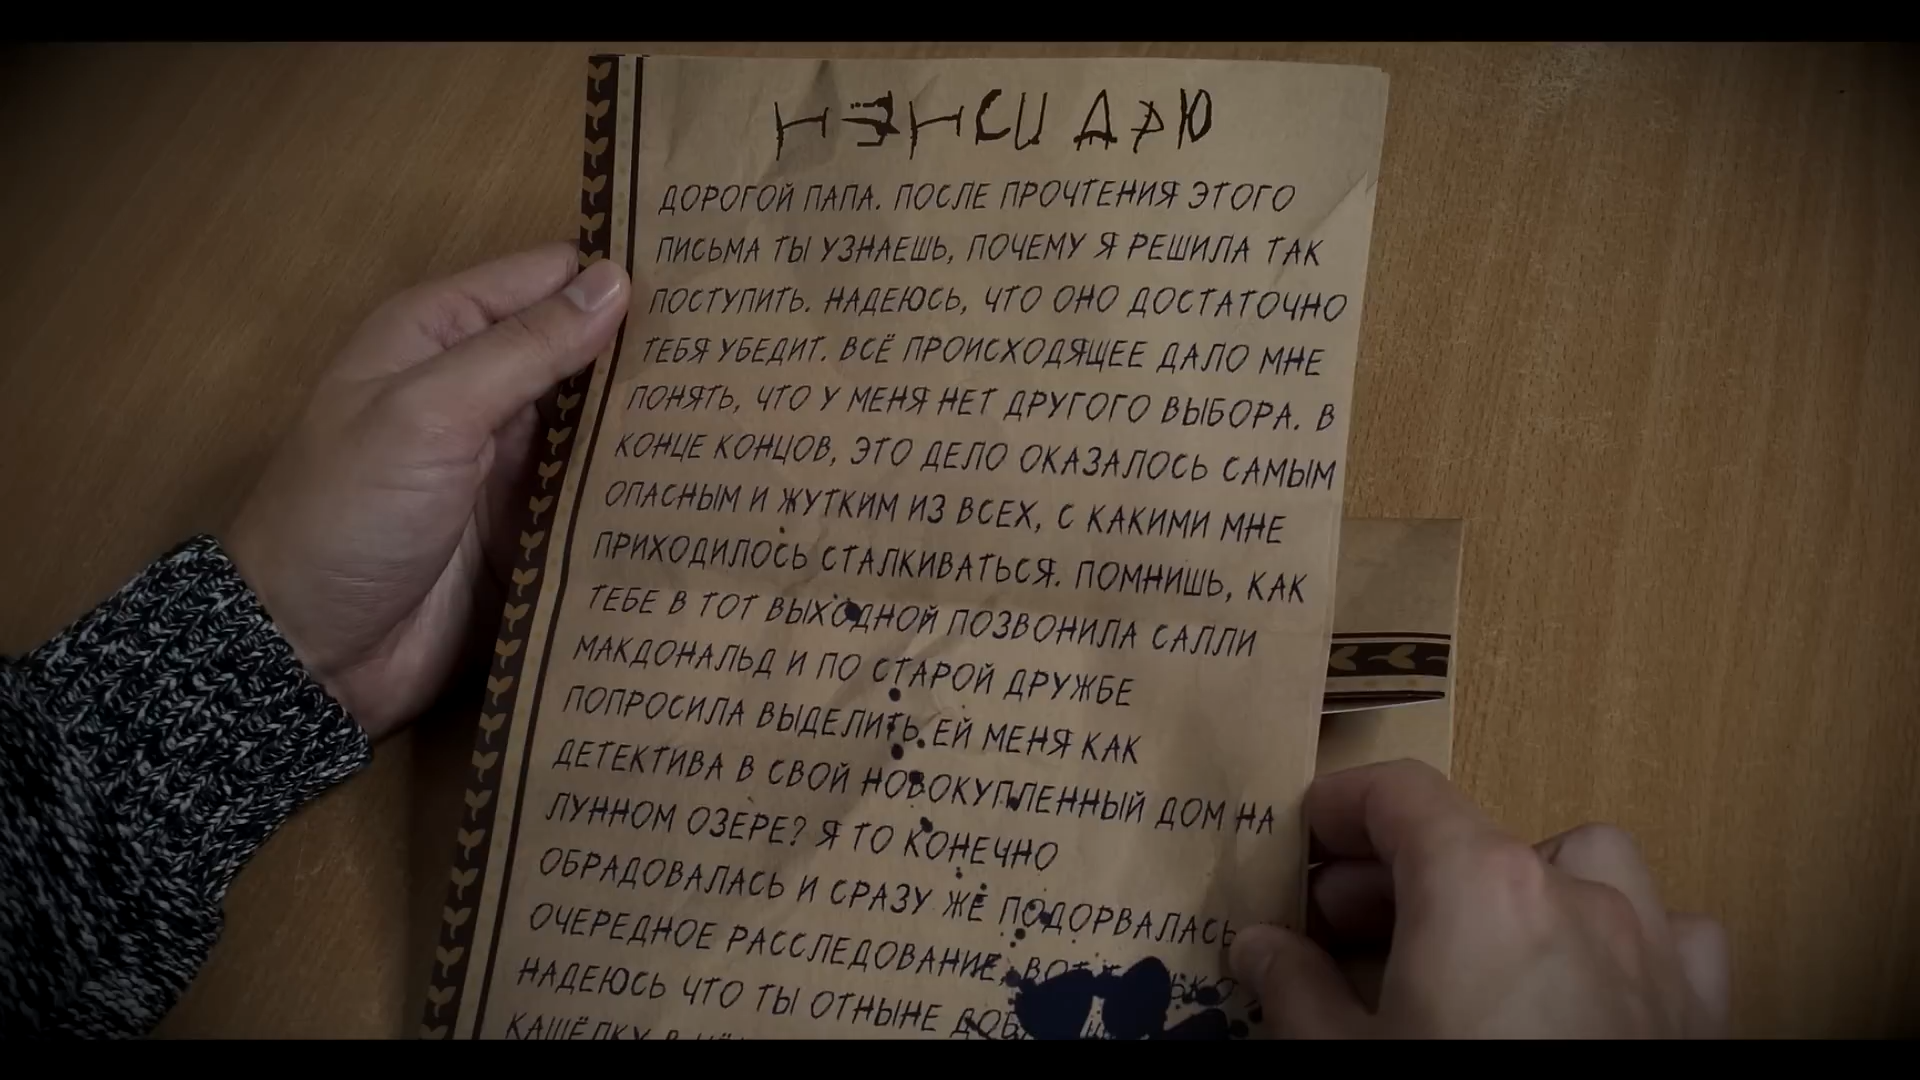 НЭНСИ ДРЮ
ДОРОГОЙ ПАПА. ПОСЛЕ ПРОЧТЕНИЯ ЭТОГО
ПИСЬМА ТЫ УЗНАЕШЬ, ПОЧЕМУ Я РЕШИЛА ТАК
ПОСТУПИТЬ. НАДЕЮСЬ, ЧТО ОНО ДОСТАТОЧНО
ТЕБЯ УБЕДИТ. ВСЁ ПРОИСХОДЯЩЕЕ ДАЛО МНЕ
ПОНЯТЬ, ЧТО У МЕНЯ НЕТ ДРУГОГО ВЫБОРА. В
КОНЦЕ КОНЦОВ, ЭТО ДЕЛО ОКАЗАЛОСЬ САМЫМ
ОПАСНЫМ И ЖУТКИМ ИЗ ВСЕХ, С КАКИМИ МНЕ
ПРИХОДИЛОСЬ СТАЛКИВАТЬСЯ. ПОМНИШЬ, КАК
ТЕБЕ В ТОТ ВЫХОДНОЙ ПОЗВОНИЛА САЛЛИ
МАКДОНАЛЬД И ПО СТАРОЙ ДРУЖБЕ
ПОПРОСИЛА ВЫДЕЛИТЬ ЕЙ МЕНЯ КАК
ДЕТЕКТИВА В СВОЙ НОВОКУПЛЕННЫЙ ДОМ НА
ЛУННОМ ОЗЕРЕ? Я ТО КОНЕЧНО
ОБРАДОВАЛАСЬ И СРАЗУ ЖЕ ПОДОРВАЛАСЬ
ОЧЕРЕДНОЕ РАССЛЕДОВАНИЕ, ВОТ
НАДЕЮСЬ ЧТО ТЫ ОТНЫНЕ